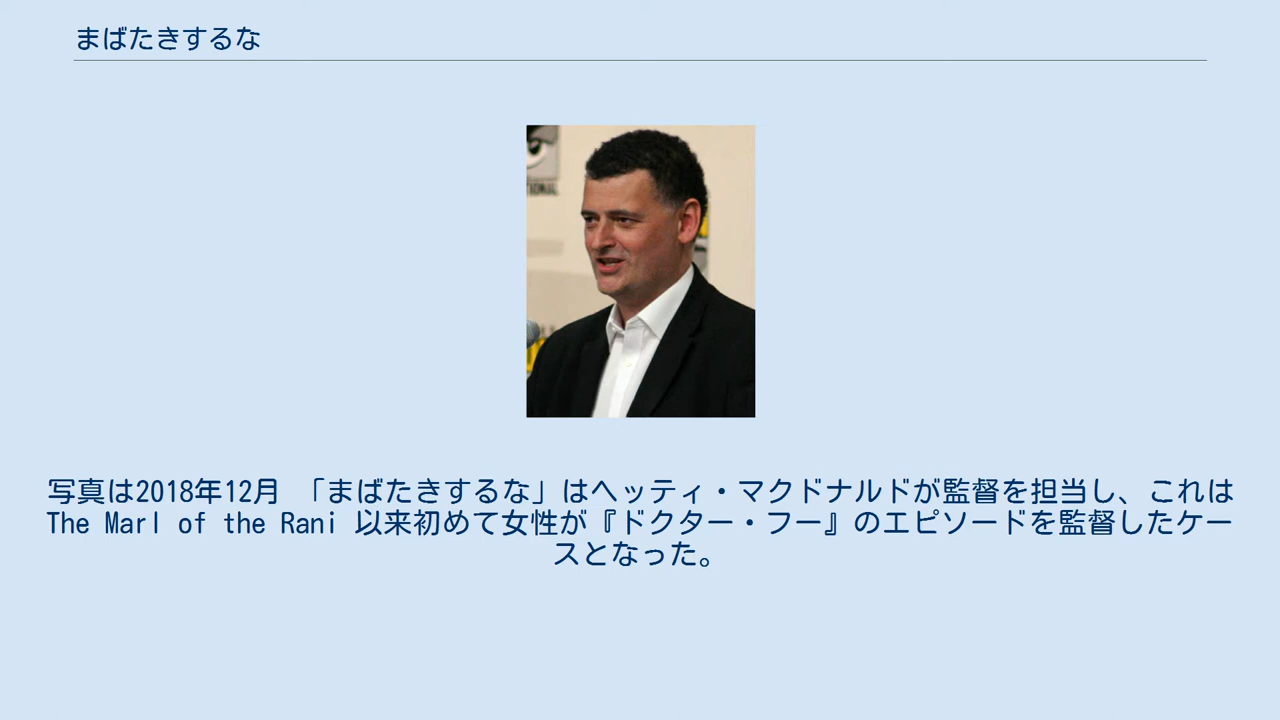 まばたきするな
写真は2018年12月 「まばたきするな」はヘッティ・マクドナルドが監督を担当し、これは
The Marl of the Rani 以来初めて女性が『ドクター・フー』のエピソードを監督したケー
スとなった。